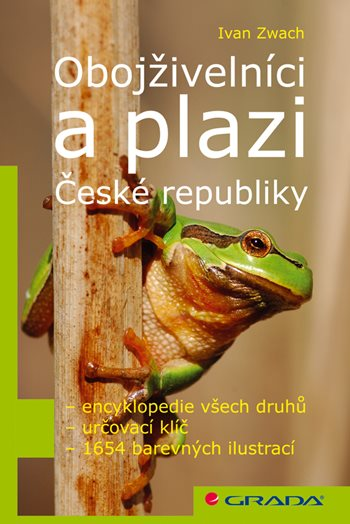 Ivan Zwach
Obojživelníci
a plazi
České republiky
– encyklopedie všech druhů
– určovací klíč
– 1654 barevných ilustrací
GRADA